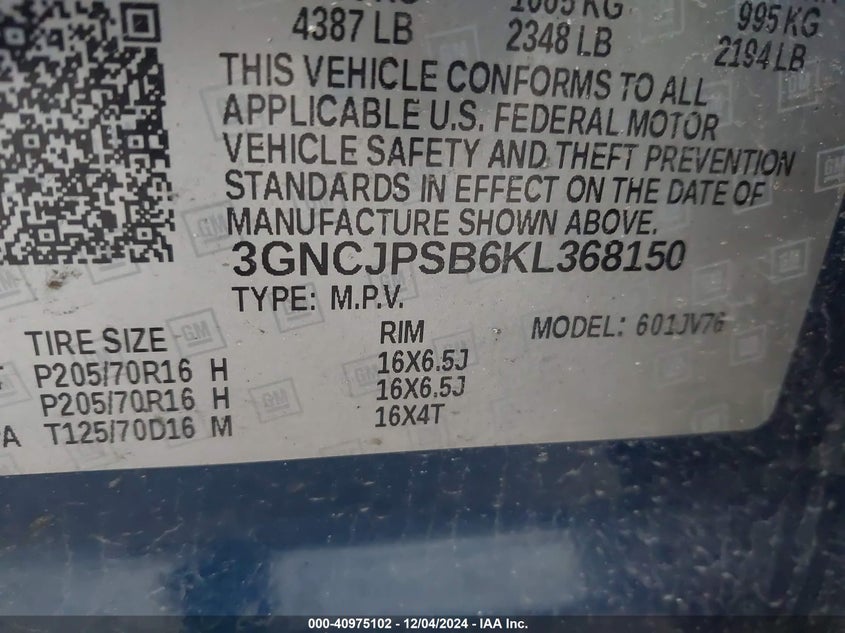 4387 LB
2348 LB
995 KG
2194 LB
THIS VEHICLE CONFORMS TO ALL
APPLICABLE U.S. FEDERAL MOTOR
VEHICLE SAFETY AND THEFT PREVENTION
STANDARDS IN EFFECT ON THE DATE OF
MANUFACTURE SHOWN ABOVE.
3GNCJPSB6KL368150
TYPE: M.P.V.
TIRE SIZE RIM MODEL: 601JV76
P205/70R16 H 16X6.5J
P205/70R16 H 16X6.5J
T125/70D16 M 16X4T
GM
000-40975102 - 12/04/2024 - IAA Inc.